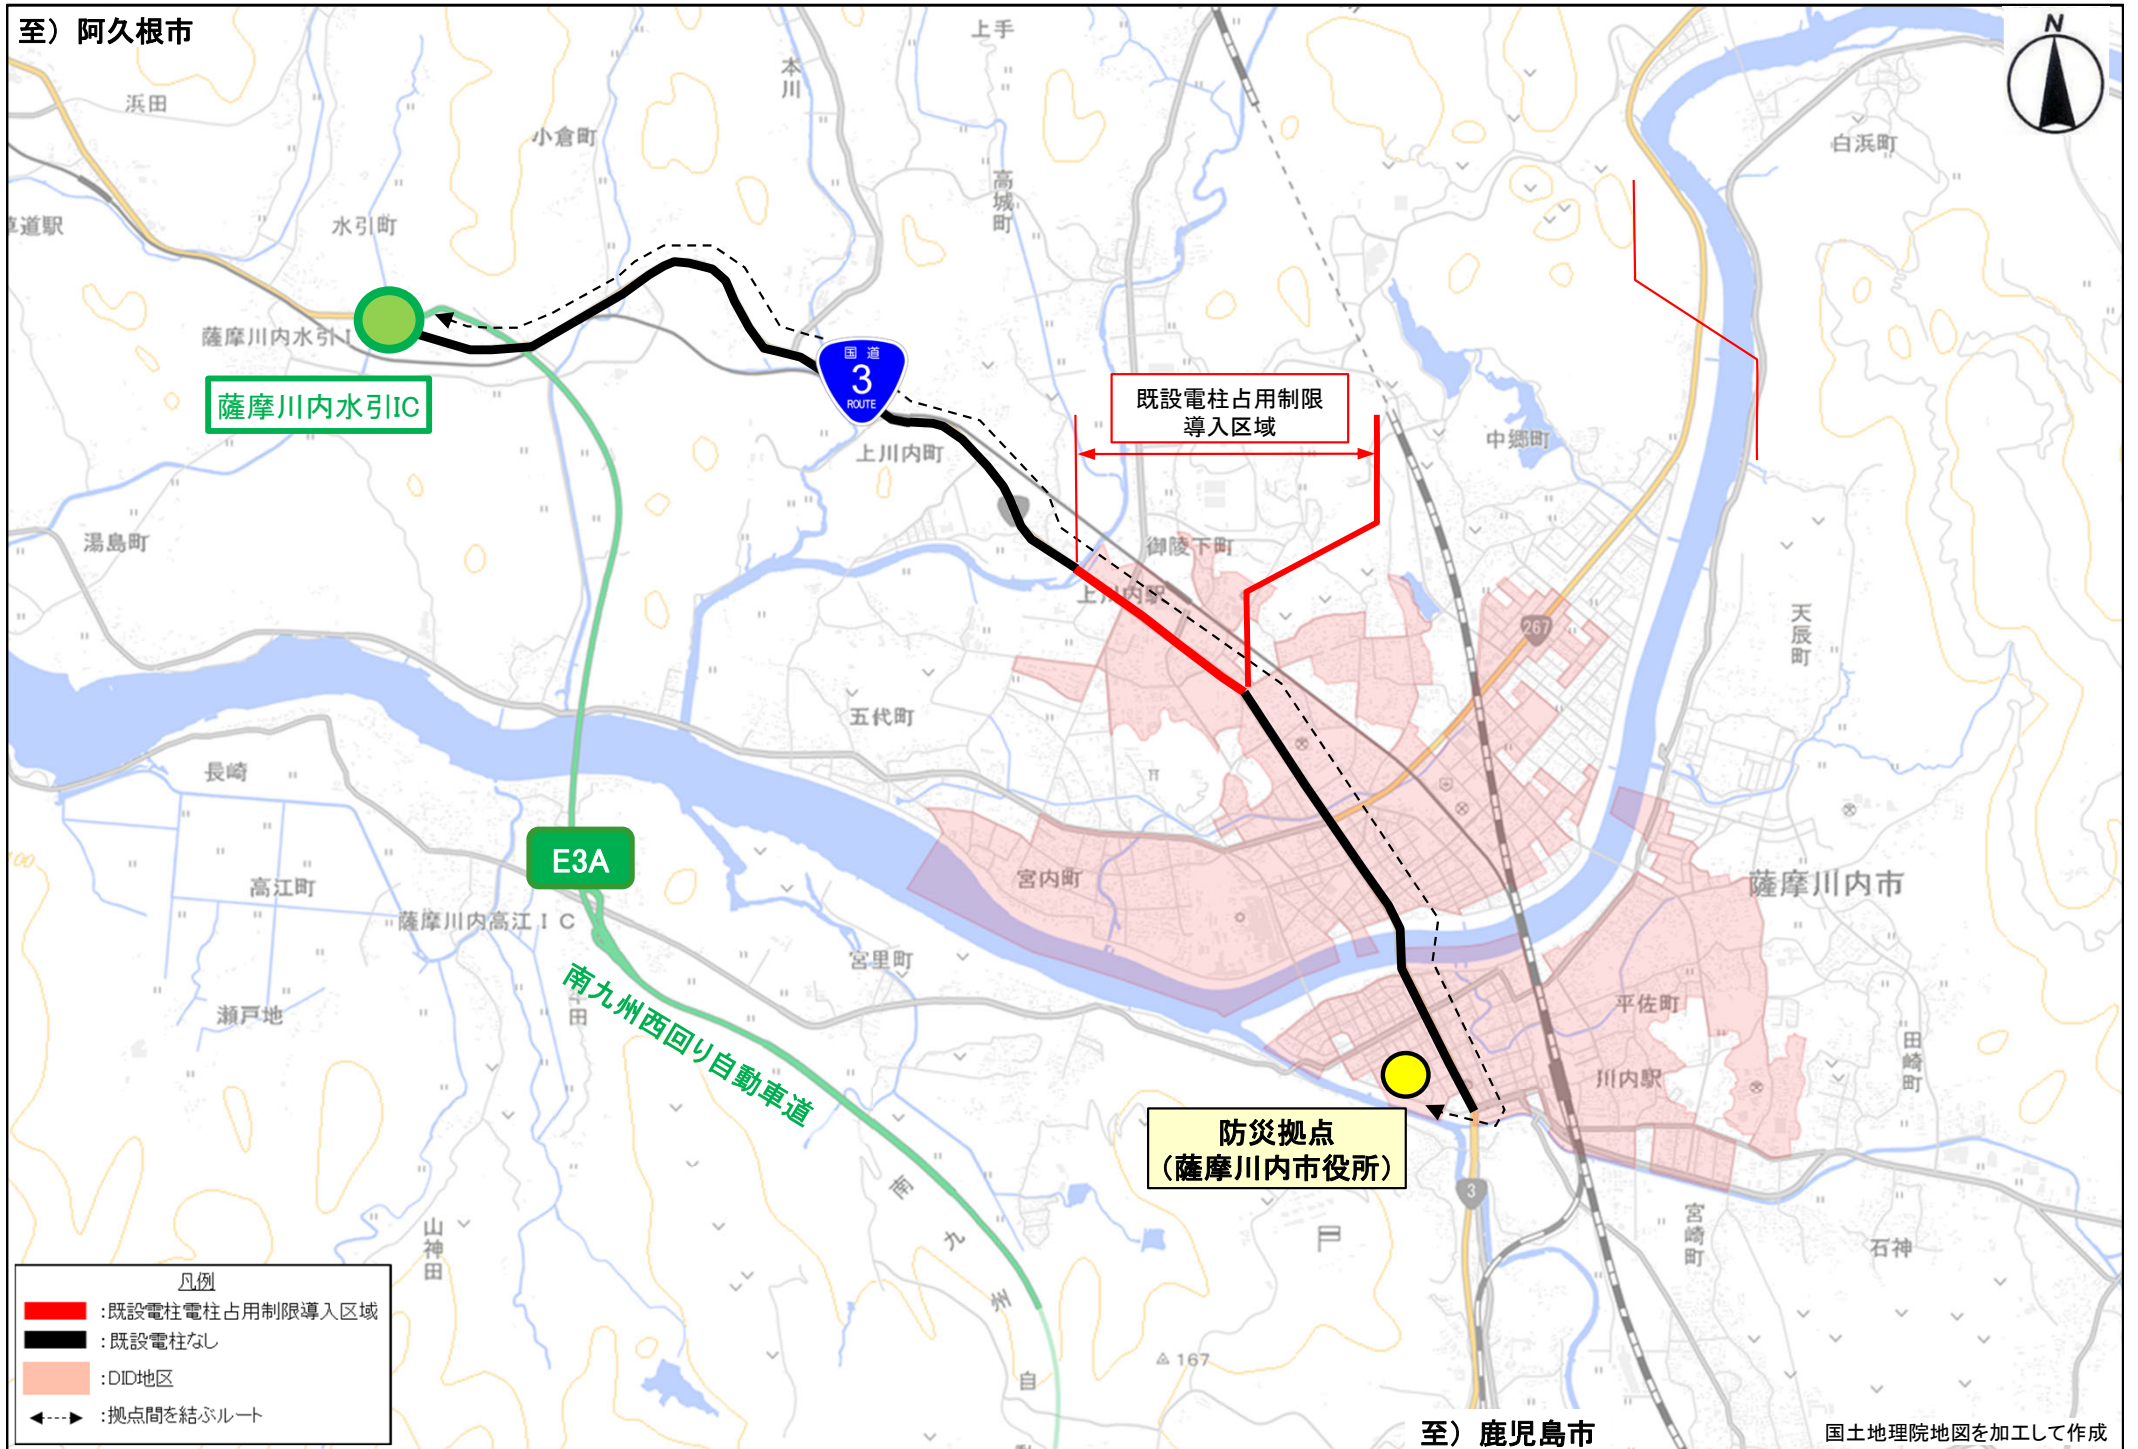 至）阿久根市
N
上手
本川
浜田
小倉町
白浜町
高城町
水引町
草道駅
薩摩川内水引I
薩摩川内水引IC
国道
3
ROUTE
既設電柱占用制限
導入区域
中郷町
上川内町
湯島町
御陵下町
上川内駅
267
天辰町
五代町
長崎
E3A
宮内町
薩摩川内市
高江町
薩摩川内高江IC
宮里町
南九州西回り自動車道
瀬戸地
田
平佐町
田崎町
川内駅
防災拠点
（薩摩川内市役所）
3
100
南
九
州
自
山神田
宮崎町
石神
167
凡例
：既設電柱電柱占用制限導入区域
：既設電柱なし
：DID地区
：拠点間を結ぶルート
至）鹿児島市
国土地理院地図を加工して作成